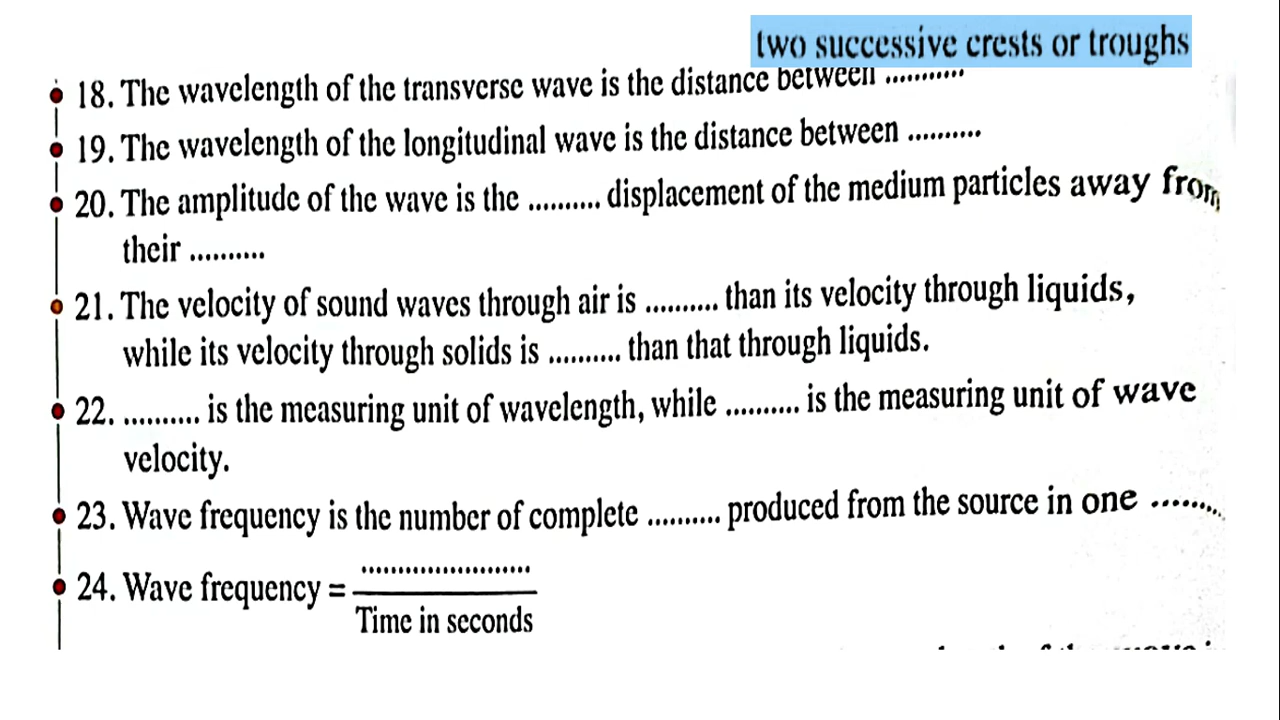 two successive crests or troughs
18. The wavelength of the transverse wave is the distance between ...........
19. The wavelength of the longitudinal wave is the distance between ..........
20. The amplitude of the wave is the .......... displacement of the medium particles away from
their ..........
21. The velocity of sound waves through air is .......... than its velocity through liquids,
while its velocity through solids is .......... than that through liquids.
22. .......... is the measuring unit of wavelength, while .......... is the measuring unit of wave
velocity.
23. Wave frequency is the number of complete .......... produced from the source in one ..........
24. Wave frequency = .......................
Time in seconds